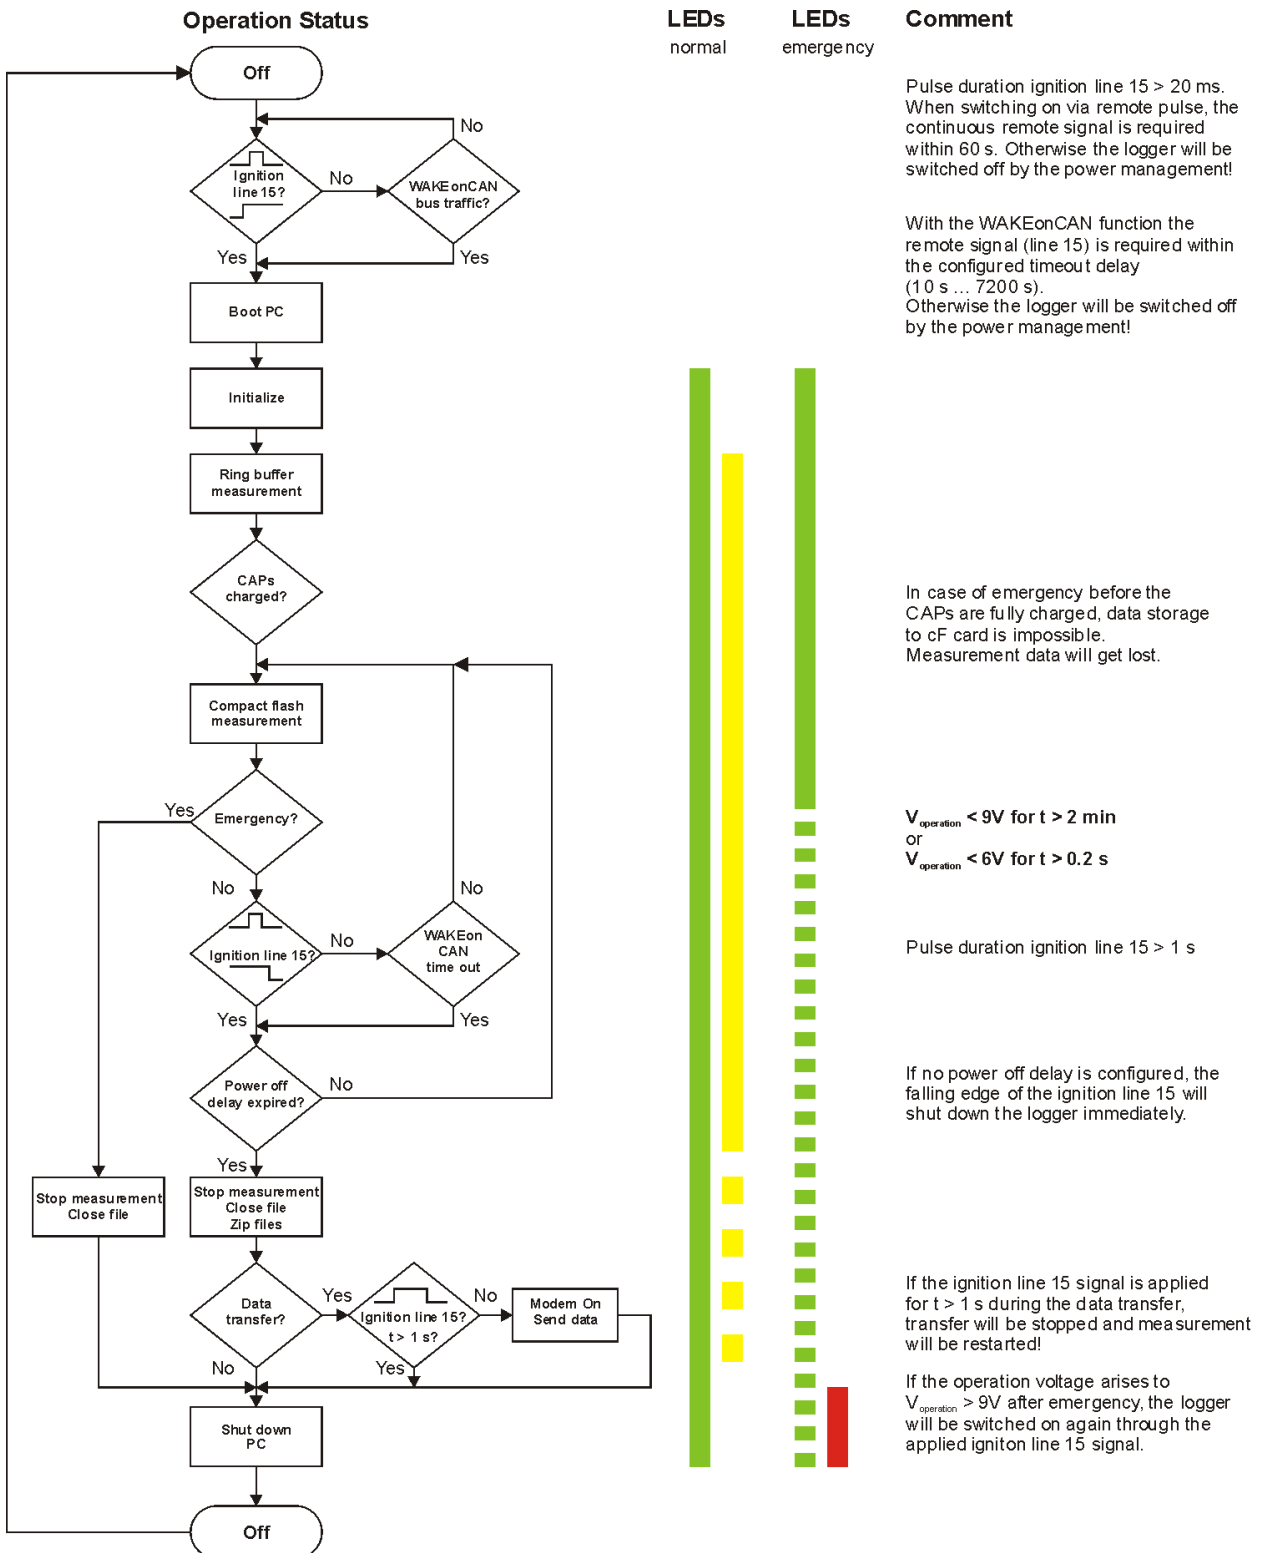 Operation Status
LEDs
normal
LEDs
emergency
Comment
Off
Pulse duration ignition line 15 > 20 ms.
When switching on via remote pulse, the
continuous remote signal is required
within 60 s. Otherwise the logger will be
switched off by the power management!
No
Ignition
line 15?
No
WAKEonCAN
bus traffic?
Yes
Yes
With the WAKEonCAN function the
remote signal (line 15) is required within
the configured timeout delay
(10 s ... 7200 s).
Otherwise the logger will be switched off
by the power management!
Boot PC
Initialize
Ring buffer
measurement
CAPs
charged?
In case of emergency before the
CAPs are fully charged, data storage
to cF card is impossible.
Measurement data will get lost.
Compact flash
measurement
Yes
Emergency?
No
Voperation < 9V for t > 2 min
or
Voperation < 6V for t > 0.2 s
No
Ignition line 15?
No
WAKEon
CAN
time out
Yes
Yes
Pulse duration ignition line 15 > 1 s
Power off
delay expired?
No
Yes
If no power off delay is configured, the
falling edge of the ignition line 15 will
shut down the logger immediately.
Stop measurement
Close file
Stop measurement
Close file
Zip files
Data
transfer?
Yes
No
Ignition line 15?
t > 1 s?
No
Yes
Modem On
Send data
If the ignition line 15 signal is applied
for t > 1 s during the data transfer,
transfer will be stopped and measurement
will be restarted!
If the operation voltage arises to
Voperation > 9V after emergency, the logger
will be switched on again through the
applied igniton line 15 signal.
Shut down
PC
Off